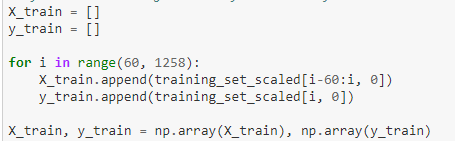 X_train = []
y_train = []
for i in range(60, 1258):
    X_train.append(training_set_scaled[i-60:i, 0])
    y_train.append(training_set_scaled[i, 0])
X_train, y_train = np.array(X_train), np.array(y_train)